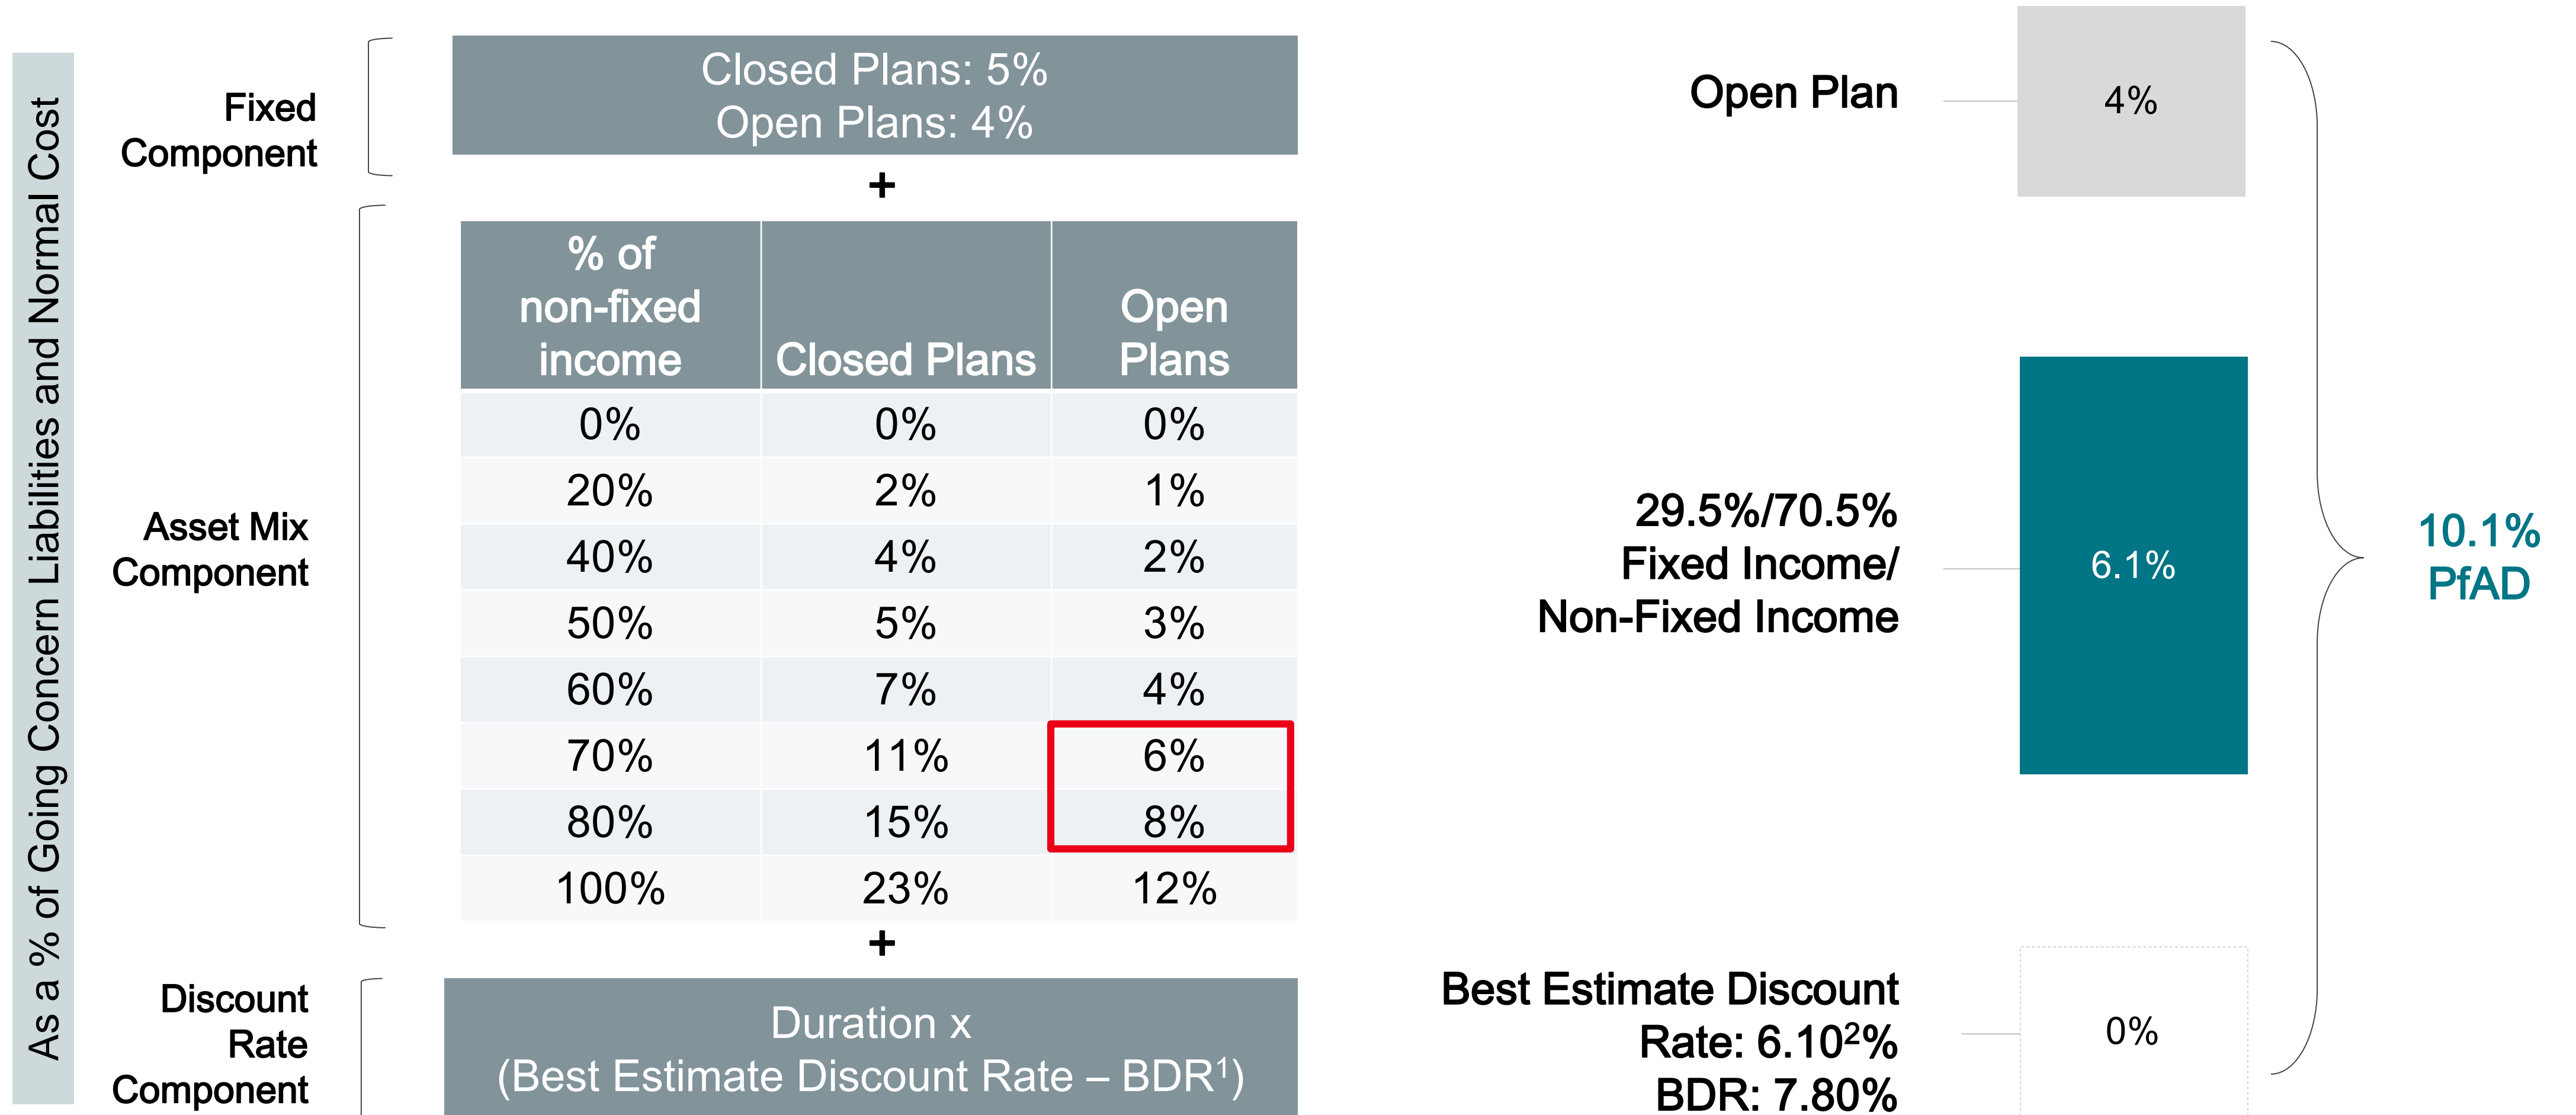 As a % of Going Concern Liabilities and Normal Cost
Fixed
Component
Closed Plans: 5%
Open Plans: 4%
+
Asset Mix
Component
% of
non-fixed
income
Closed Plans
Open
Plans
0% 0% 0%
20% 2% 1%
40% 4% 2%
50% 5% 3%
60% 7% 4%
70% 11% 6%
80% 15% 8%
100% 23% 12%
+
Discount
Rate
Component
Duration x
(Best Estimate Discount Rate – BDR¹)
Open Plan
4%
29.5%/70.5%
Fixed Income/
Non-Fixed Income
6.1%
Best Estimate Discount
Rate: 6.10²%
BDR: 7.80%
0%
10.1%
PfAD